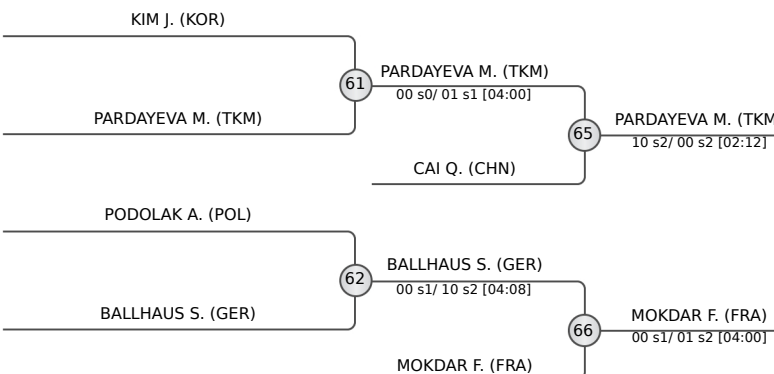 KIM J. (KOR)
61
PARDAYEVA M. (TKM)
00 s0/ 01 s1 [04:00]
PARDAYEVA M. (TKM)
65
PARDAYEVA M. (TKM
10 s2/ 00 s2 [02:12]
CAI Q. (CHN)
PODOLAK A. (POL)
62
BALLHAUS S. (GER)
00 s1/ 10 s2 [04:08]
BALLHAUS S. (GER)
66
MOKDAR F. (FRA)
00 s1/ 01 s2 [04:00]
MOKDAR F. (FRA)